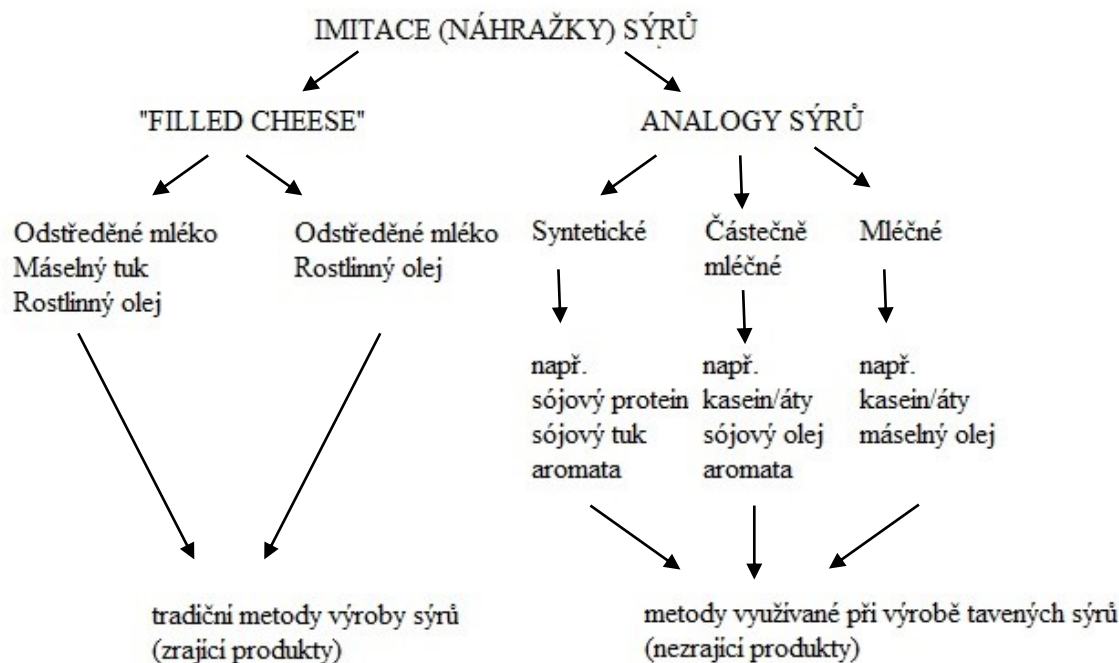 IMITACE (NÁHRAŽKY) SÝRŮ
"FILLED CHEESE"
ANALOGY SÝRŮ
Odstředěné mléko
Máselný tuk
Rostlinný olej
Odstředěné mléko
Rostlinný olej
Syntetické
Částečně
mléčné
Mléčné
např.
sójový protein
sójový tuk
aromata
např.
kasein/áty
sójový olej
aromata
např.
kasein/áty
máselný olej
tradiční metody výroby sýrů
(zrající produkty)
metody využívané při výrobě tavených sýrů
(nezrající produkty)